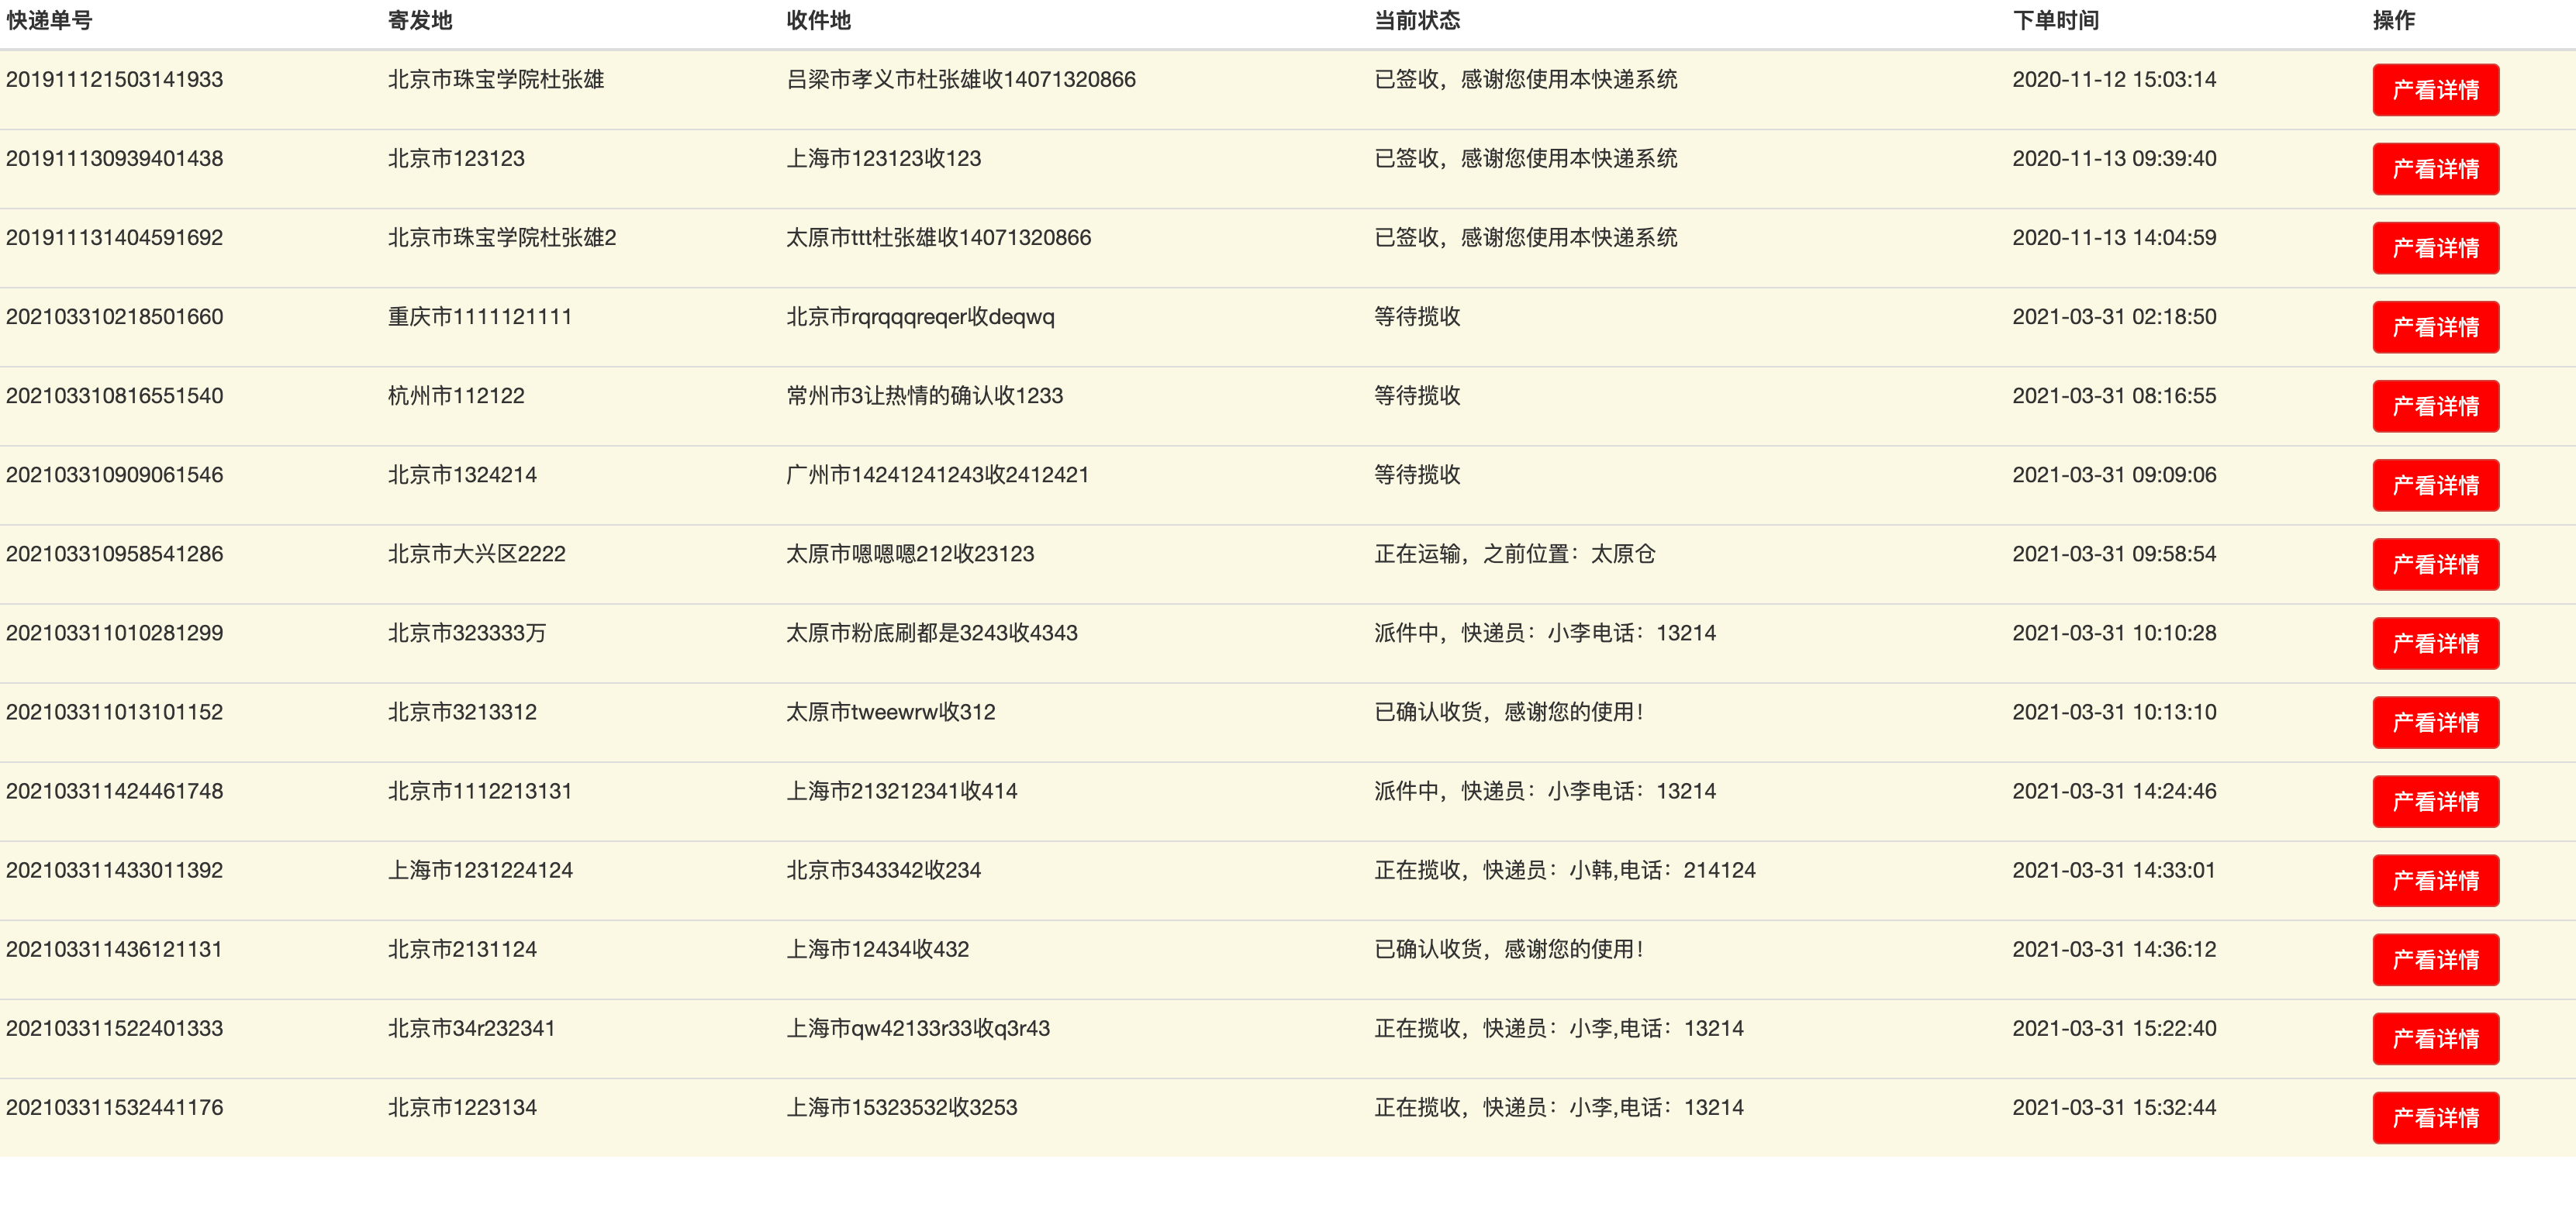 快递单号 寄发地 收件地 当前状态 下单时间 操作
201911121503141933 北京市珠宝学院杜张雄 吕梁市孝义市杜张雄收14071320866 已签收，感谢您使用本快递系统 2020-11-12 15:03:14 产看详情
201911130939401438 北京市123123 上海市123123收123 已签收，感谢您使用本快递系统 2020-11-13 09:39:40 产看详情
201911131404591692 北京市珠宝学院杜张雄2 太原市ttt杜张雄收14071320866 已签收，感谢您使用本快递系统 2020-11-13 14:04:59 产看详情
202103310218501660 重庆市1111121111 北京市rqrqqqreqer收deqwq 等待揽收 2021-03-31 02:18:50 产看详情
202103310816551540 杭州市112122 常州市3让热情的确认收1233 等待揽收 2021-03-31 08:16:55 产看详情
202103310909061546 北京市1324214 广州市14241241243收2412421 等待揽收 2021-03-31 09:09:06 产看详情
202103310958541286 北京市大兴区2222 太原市嗯嗯嗯212收23123 正在运输，之前位置：太原仓 2021-03-31 09:58:54 产看详情
202103311010281299 北京市323333万 太原市粉底刷都是3243收4343 派件中，快递员：小李电话：13214 2021-03-31 10:10:28 产看详情
202103311013101152 北京市3213312 太原市tweewrw收312 已确认收货，感谢您的使用！ 2021-03-31 10:13:10 产看详情
202103311424461748 北京市1112213131 上海市213212341收414 派件中，快递员：小李电话：13214 2021-03-31 14:24:46 产看详情
202103311433011392 上海市1231224124 北京市343342收234 正在揽收，快递员：小韩,电话：214124 2021-03-31 14:33:01 产看详情
202103311436121131 北京市2131124 上海市12434收432 已确认收货，感谢您的使用！ 2021-03-31 14:36:12 产看详情
202103311522401333 北京市34r232341 上海市qw42133r33收q3r43 正在揽收，快递员：小李,电话：13214 2021-03-31 15:22:40 产看详情
202103311532441176 北京市1223134 上海市15323532收3253 正在揽收，快递员：小李,电话：13214 2021-03-31 15:32:44 产看详情